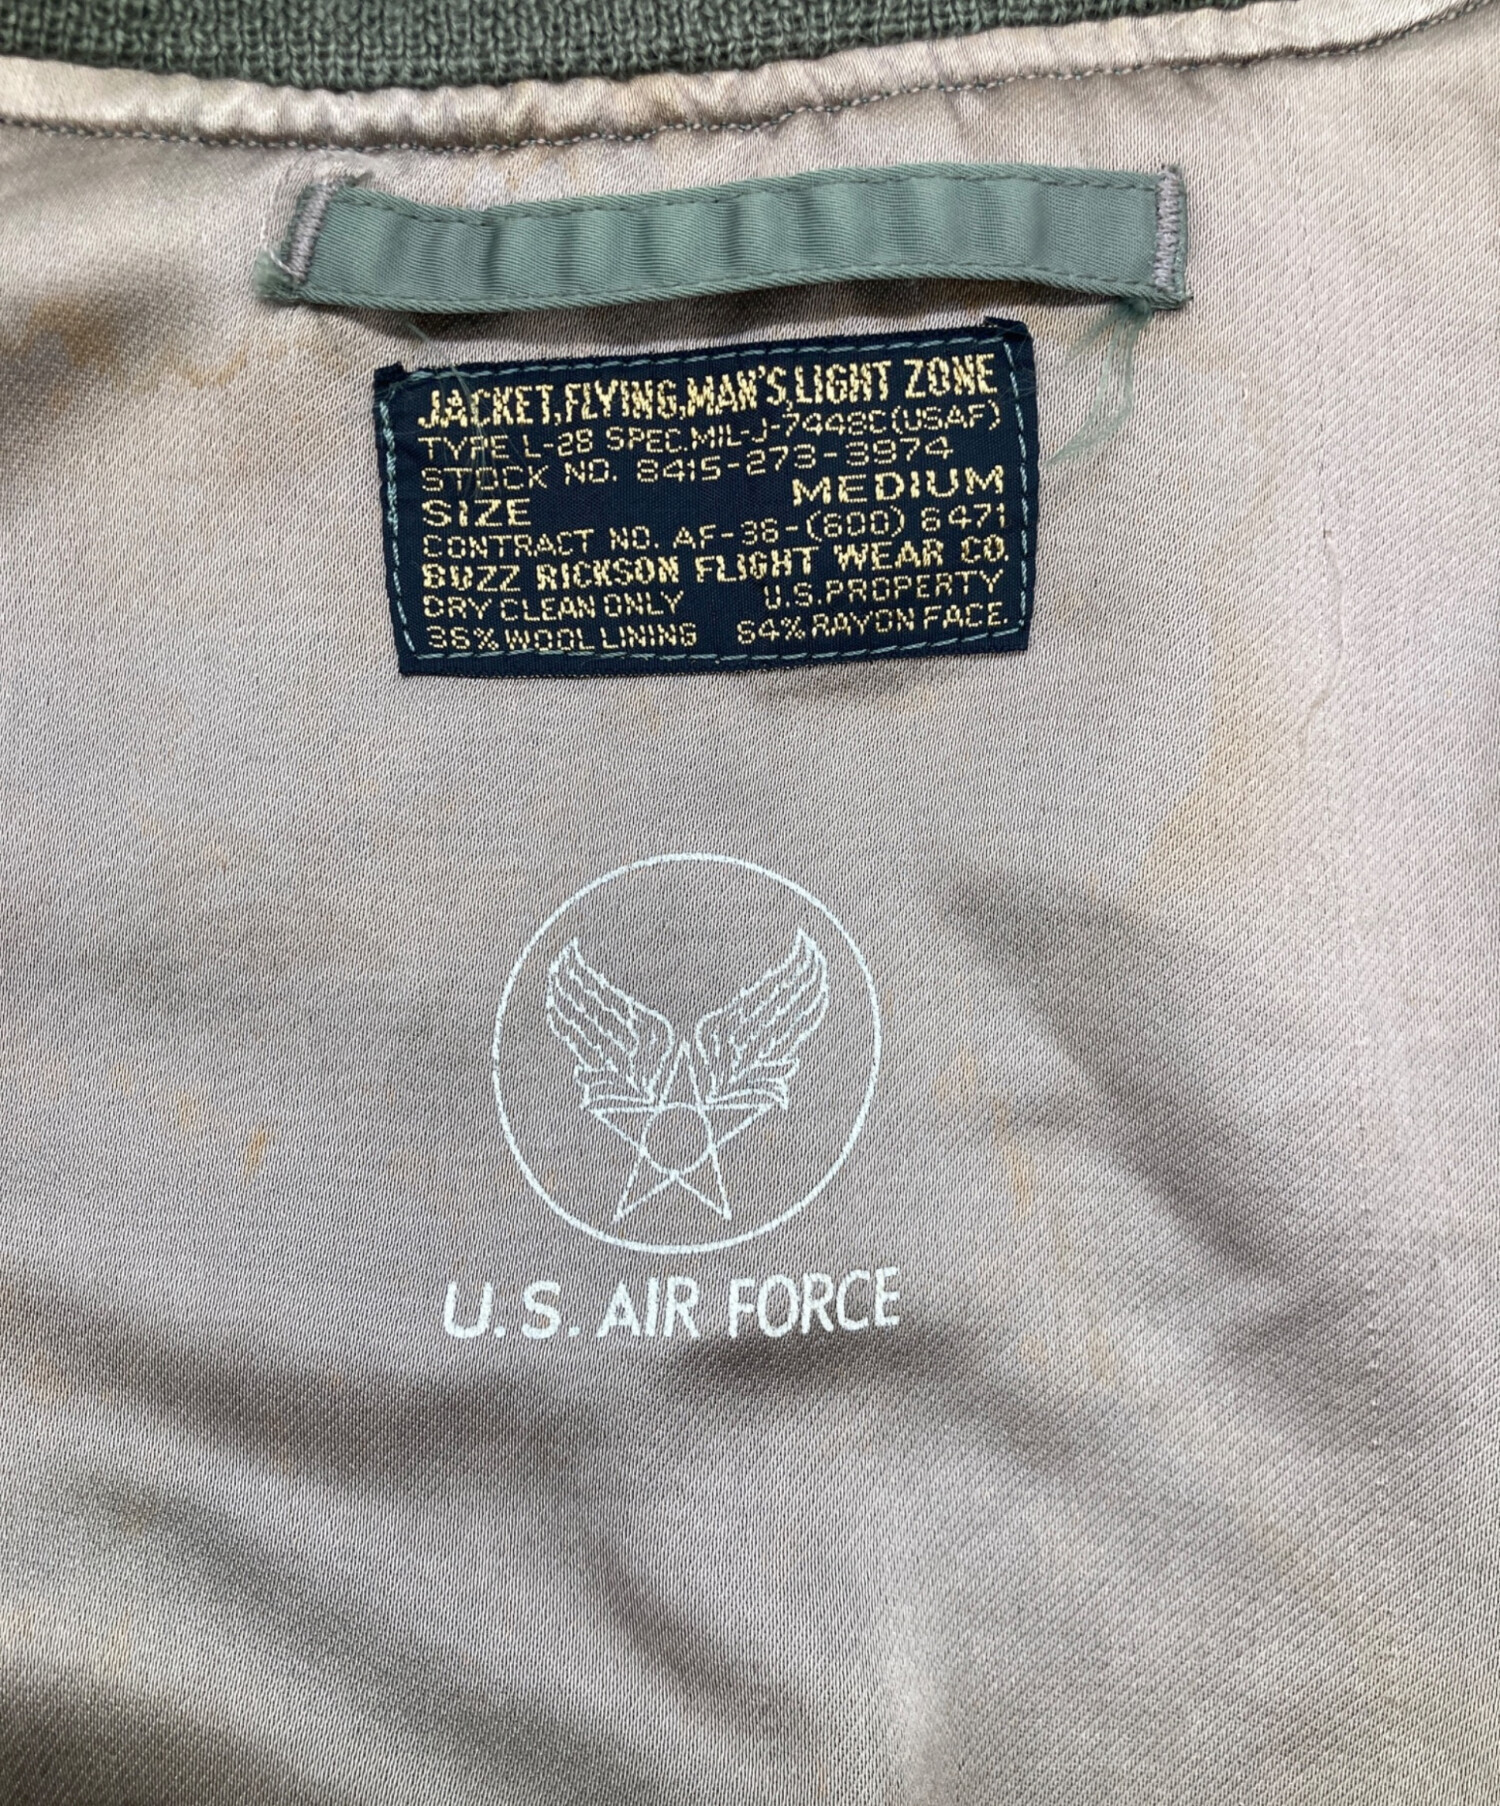 JACKET,FLYING,MAN'S,LIGHT ZONE
TYPE L-2B SPEC.MIL-J-7448C(USAF)
STOCK NO. 8415-273-3974
SIZE MEDIUM
CONTRACT NO. AF-36-(600) 6471
BUZZ RICKSON FLIGHT WEAR CO.
DRY CLEAN ONLY U.S.PROPERTY
36% WOOL LINING 64% RAYON FACE.
U.S. AIR FORCE